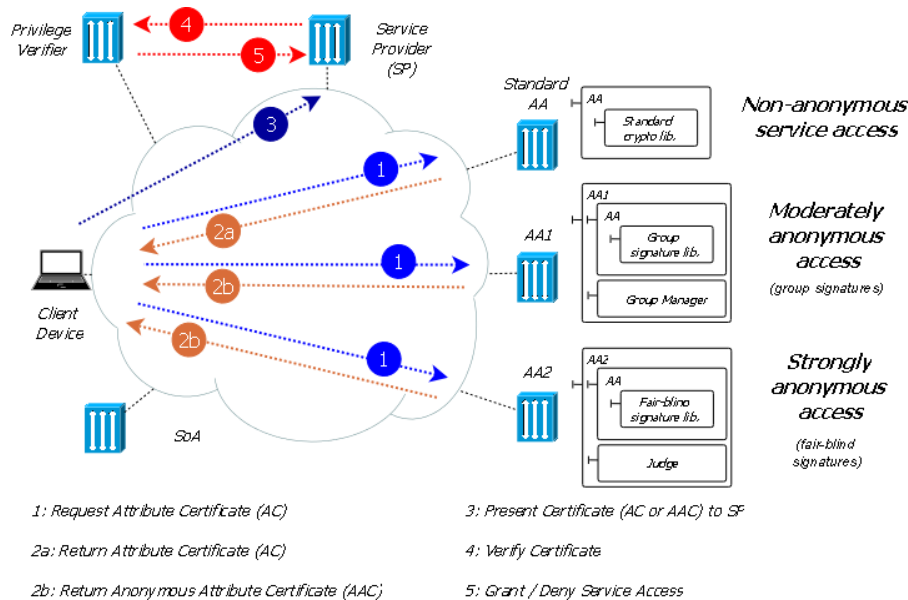 4
Privilege
Verifier
5
Service
Provider
(SP)
Standard
AA
AA
Standard
crypto lib.
Non-anonymous
service access
3
1
2a
AA1
AA1
AA
Group
signature lib.
Group Manager
Moderately
anonymous
access
(group signatures)
1
2b
Client
Device
2b
1
AA2
AA2
AA
Fair-blind
signature lib.
Judge
Strongly
anonymous
access
(fair-blind
signatures)
SoA
1: Request Attribute Certificate (AC)
2a: Return Attribute Certificate (AC)
2b: Return Anonymous Attribute Certificate (AAC)
3: Present Certificate (AC or AAC) to SP
4: Verify Certificate
5: Grant / Deny Service Access